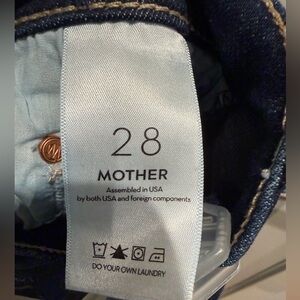 28
MOTHER
Assembled in USA
by both USA and foreign components
DO YOUR OWN LAUNDRY